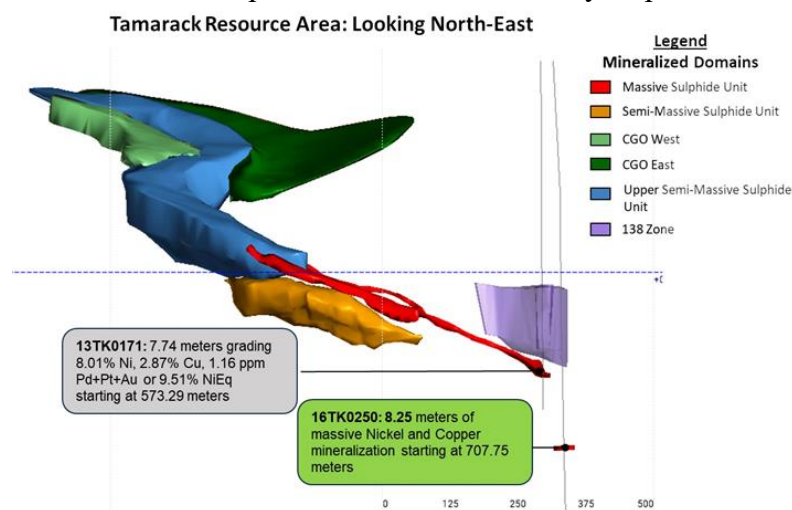 Tamarack Resource Area: Looking North-East
Legend
Mineralized Domains
Massive Sulphide Unit
Semi-Massive Sulphide Unit
CGO West
CGO East
Upper Semi-Massive Sulphide
Unit
138 Zone
13TK0171: 7.74 meters grading
8.01% Ni, 2.87% Cu, 1.16 ppm
Pd+Pt+Au or 9.51% NiEq
starting at 573.29 meters
16TK0250: 8.25 meters of
massive Nickel and Copper
mineralization starting at 707.75
meters
0 125 250 375 500